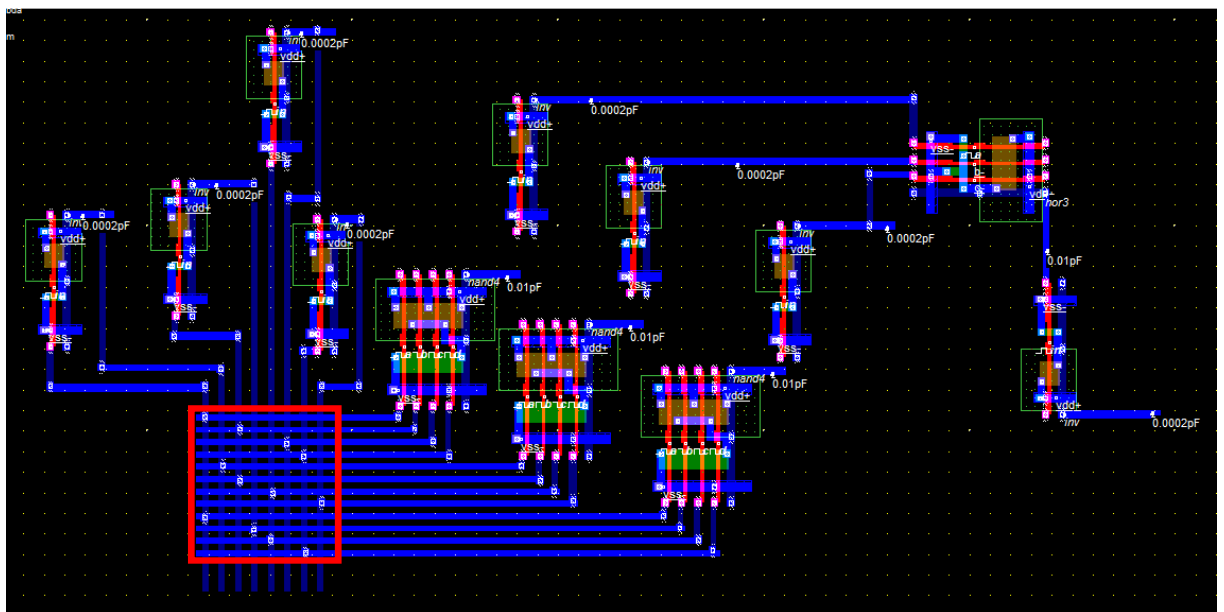 bda
m
inv
0.0002pF
vdd+
vss-
inv
0.0002pF
vdd+
vss-
inv
0.0002pF
vdd+
vss-
inv
0.0002pF
vdd+
vss-
inv
0.0002pF
vdd+
vss-
inv
0.0002pF
vdd+
vss-
inv
0.0002pF
vdd+
vss-
nand4
0.01pF
vdd+
vss-
nand4
0.01pF
vdd+
vss-
nand4
0.01pF
vdd+
vss-
vss-
vdd+
nor3
0.01pF
vdd+
inv
0.0002pF